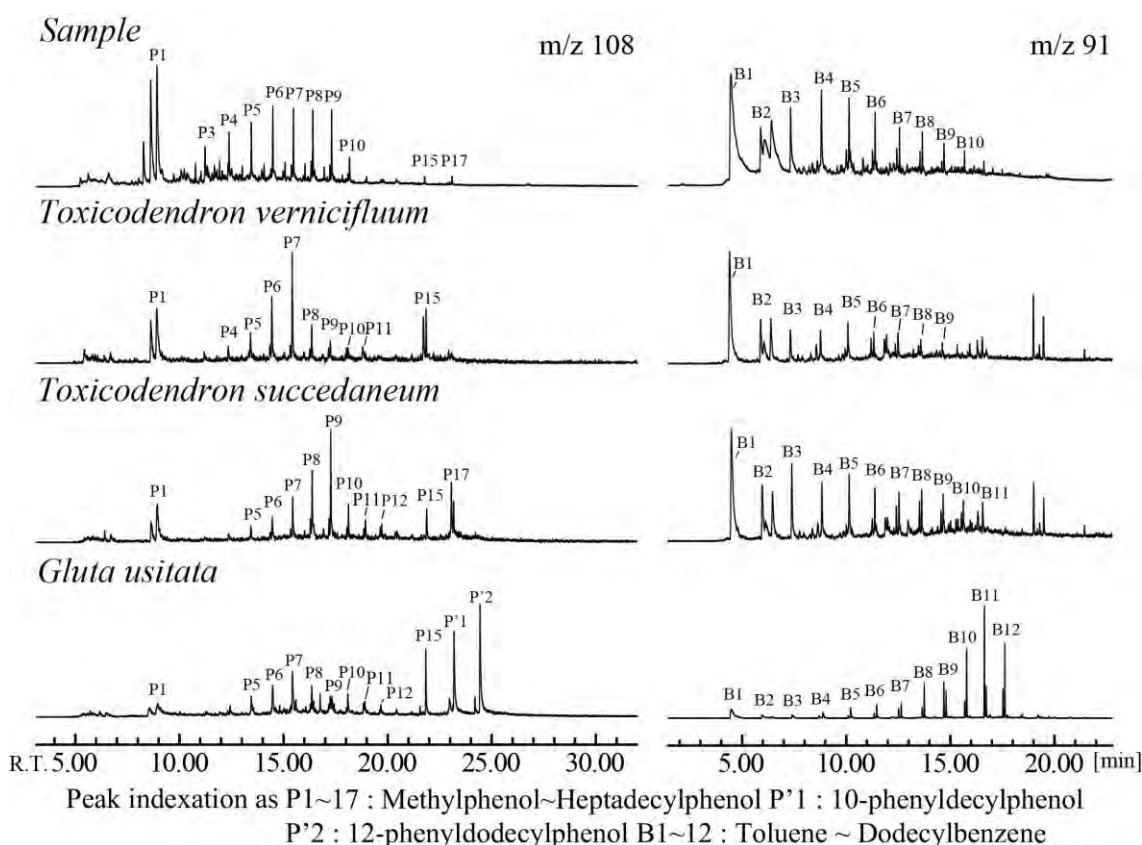 Sample
m/z 108
m/z 91
P1
P3
P4
P5
P6
P7
P8
P9
P10
P15
P17
B1
B2
B3
B4
B5
B6
B7
B8
B9
B10
Toxicodendron vernicifluum
P1
P4
P5
P6
P7
P8
P9
P10
P11
P15
B1
B2
B3
B4
B5
B6
B7
B8
B9
Toxicodendron succedaneum
P1
P5
P6
P7
P8
P9
P10
P11
P12
P15
P17
B1
B2
B3
B4
B5
B6
B7
B8
B9
B10
B11
Gluta usitata
P1
P5
P6
P7
P8
P9
P10
P11
P12
P15
P'1
P'2
B1
B2
B3
B4
B5
B6
B7
B8
B9
B10
B11
B12
R.T. 5.00 10.00 15.00 20.00 25.00 30.00 5.00 10.00 15.00 20.00 [min]
Peak indexation as P1~17 : Methylphenol~Heptadecylphenol P'1 : 10-phenyldecylphenol
P'2 : 12-phenyldodecylphenol B1~12 : Toluene ~ Dodecylbenzene